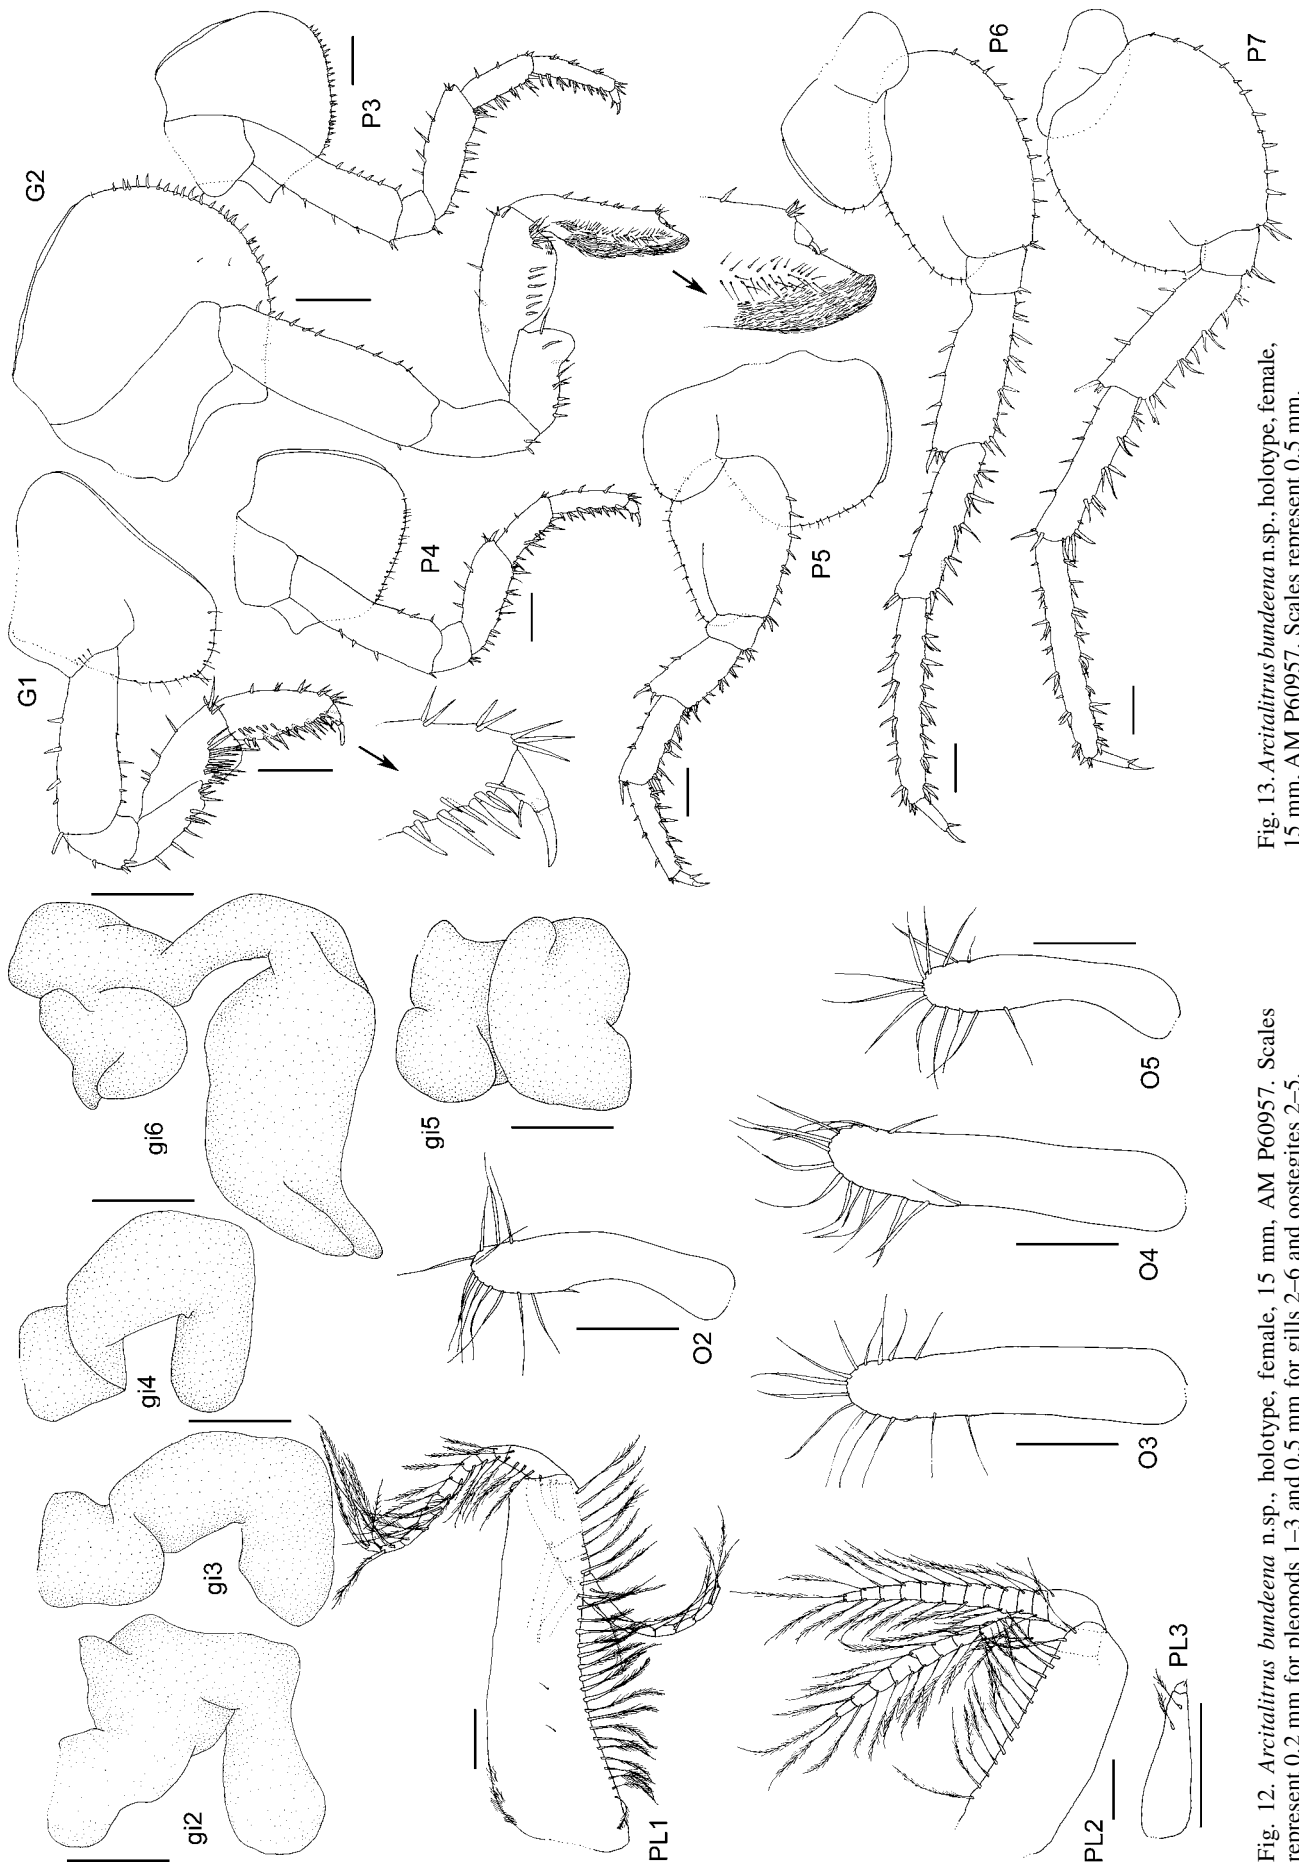 gi2
gi3
gi4
gi6
gi5
PL1
O2
PL2
PL3
O3
O4
O5
Fig. 12. Arcitalitrus bundeena n.sp., holotype, female, 15 mm, AM P60957. Scales
represent 0.2 mm for pleopods 1–3 and 0.5 mm for gills 2–6 and oostegites 2–5.
G1
G2
P3
P4
P5
P6
P7
Fig. 13. Arcitalitrus bundeena n.sp., holotype, female,
15 mm, AM P60957. Scales represent 0.5 mm.